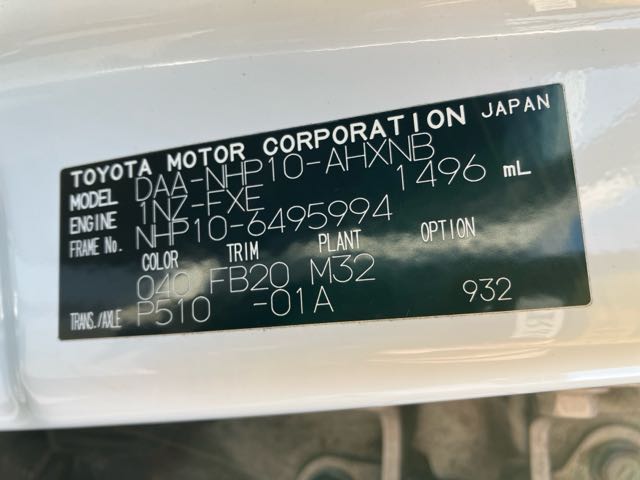 TOYOTA MOTOR CORPORATION JAPAN
MODEL DAA-NHP10-AHXNB
ENGINE 1NZ-FXE 1496 mL
FRAME No. NHP10-6495994
COLOR TRIM PLANT OPTION
040 FB20 M32
TRANS./AXLE P510 -01A 932